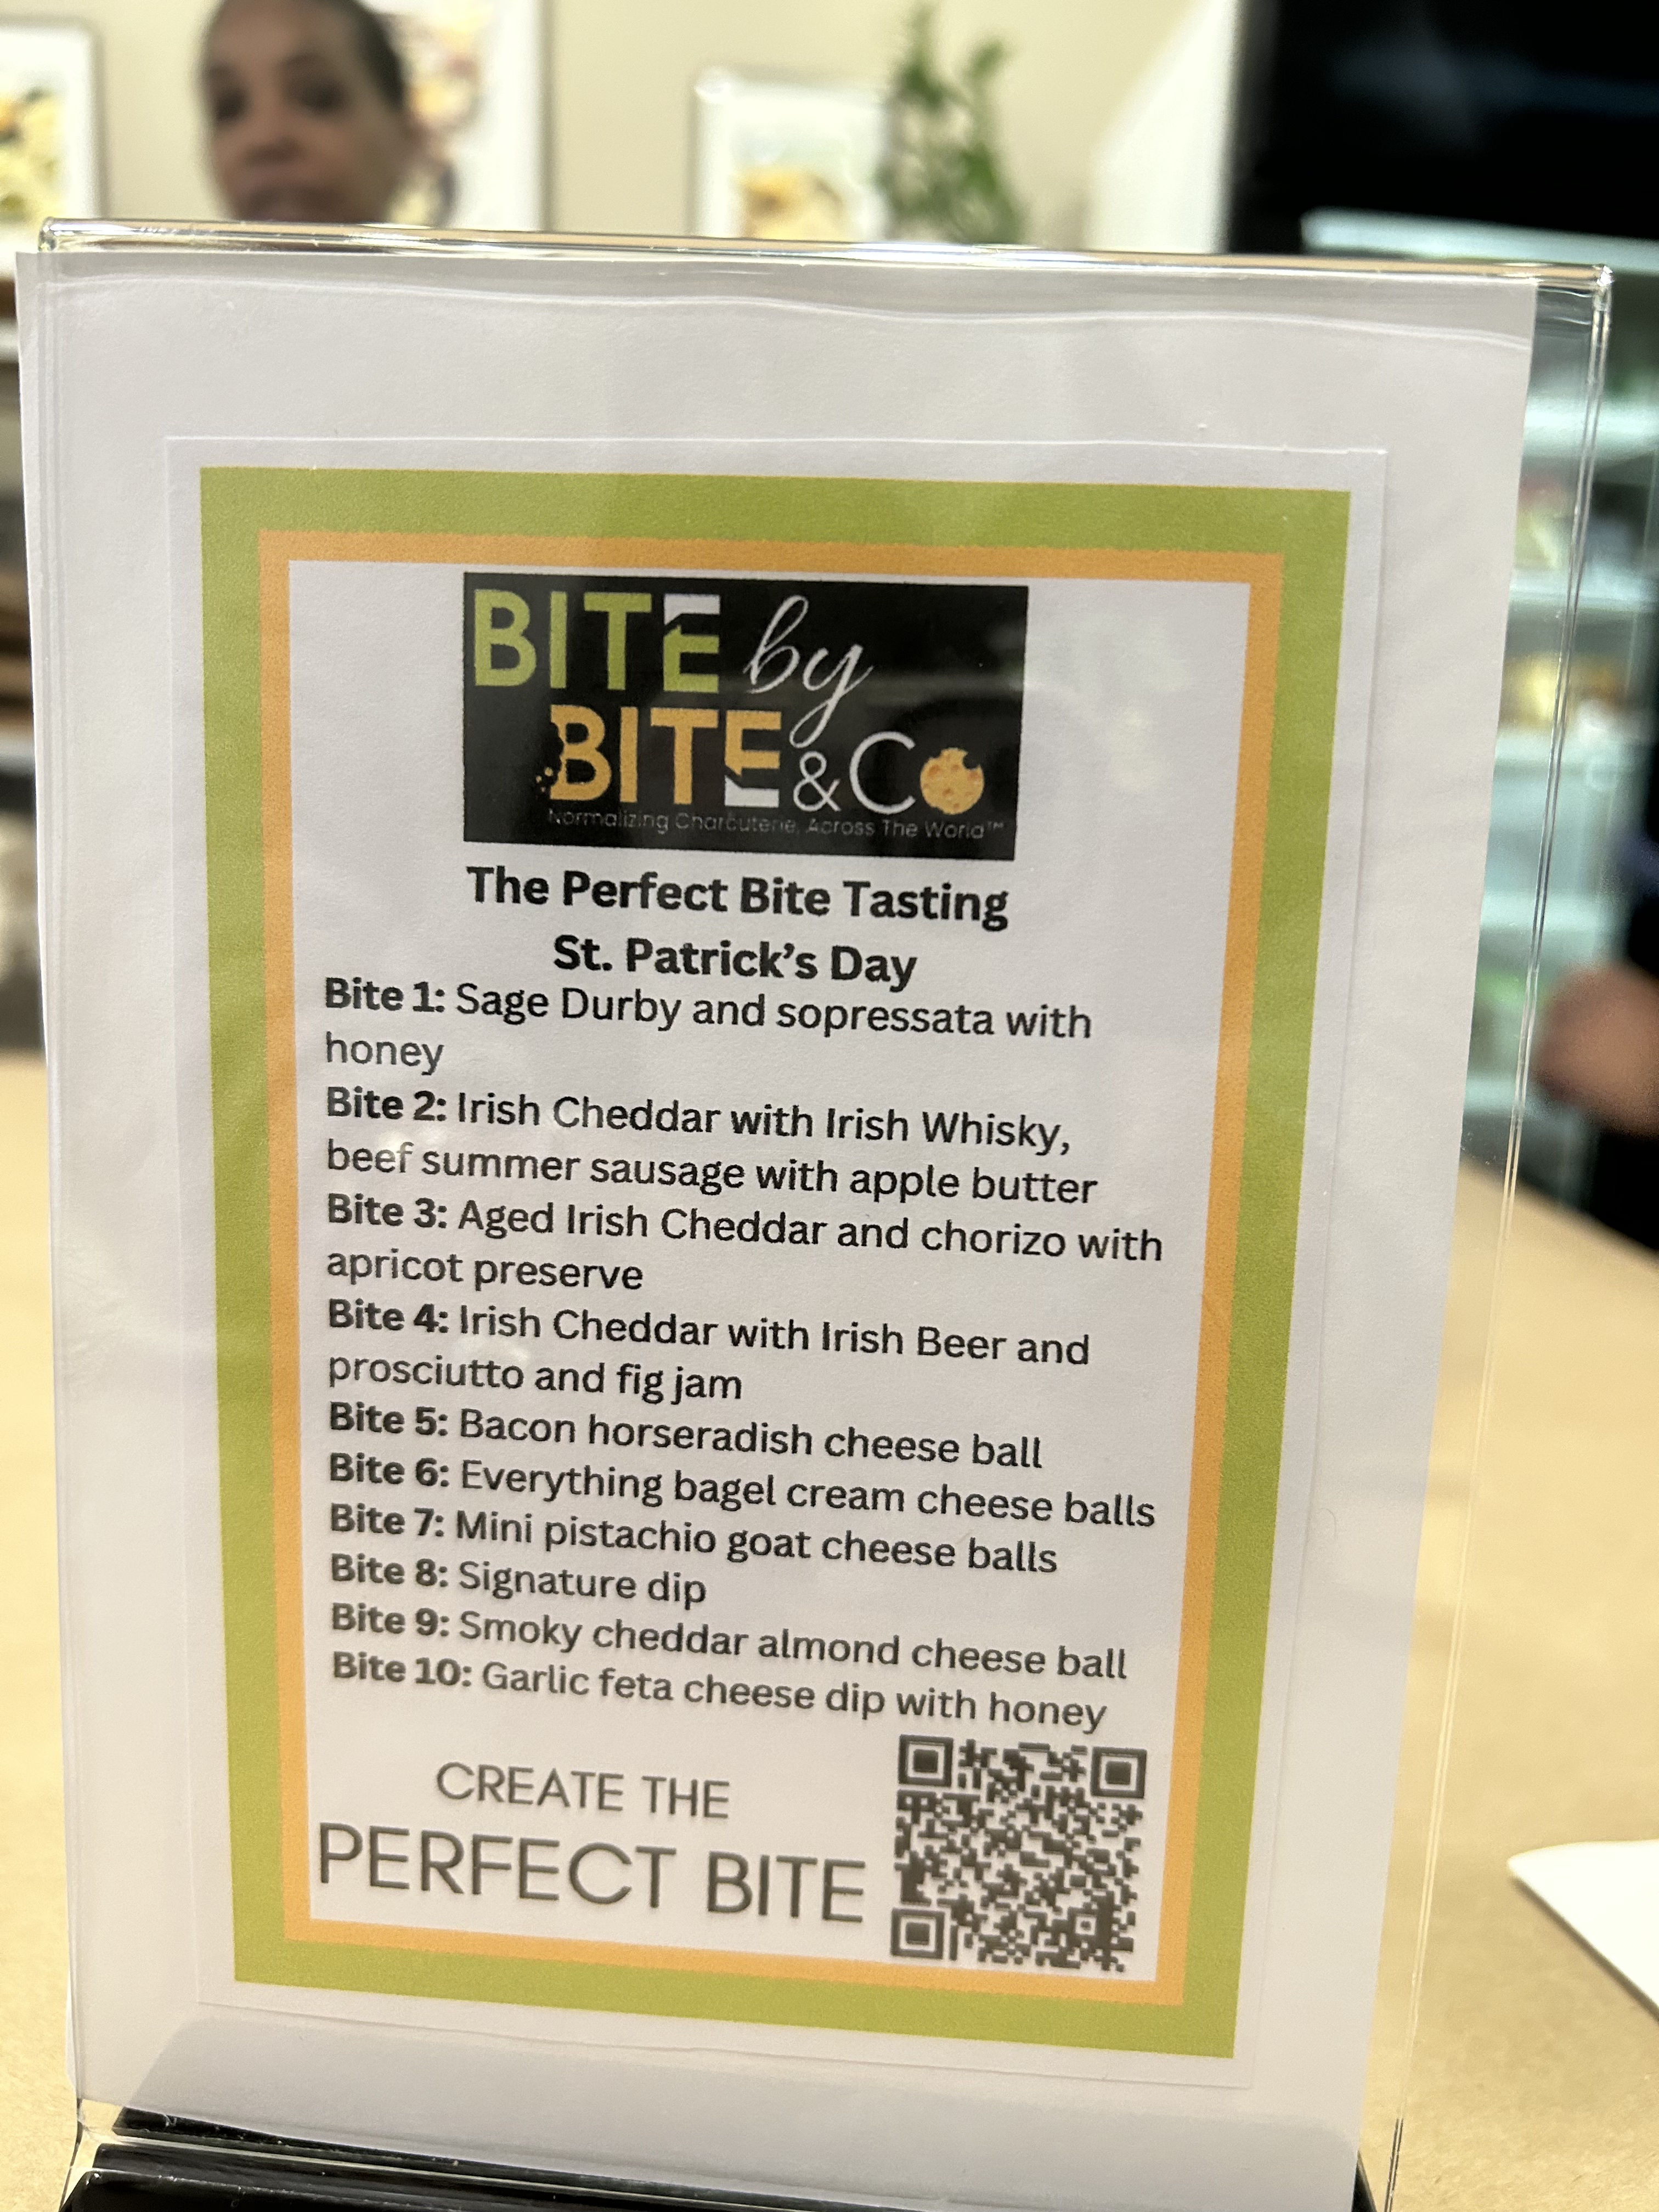 BITE by
BITE & Co
Normalizing Charcuterie, Across The World™
The Perfect Bite Tasting
St. Patrick's Day
Bite 1: Sage Durby and sopressata with
honey
Bite 2: Irish Cheddar with Irish Whisky,
beef summer sausage with apple butter
Bite 3: Aged Irish Cheddar and chorizo with
apricot preserve
Bite 4: Irish Cheddar with Irish Beer and
prosciutto and fig jam
Bite 5: Bacon horseradish cheese ball
Bite 6: Everything bagel cream cheese balls
Bite 7: Mini pistachio goat cheese balls
Bite 8: Signature dip
Bite 9: Smoky cheddar almond cheese ball
Bite 10: Garlic feta cheese dip with honey
CREATE THE
PERFECT BITE